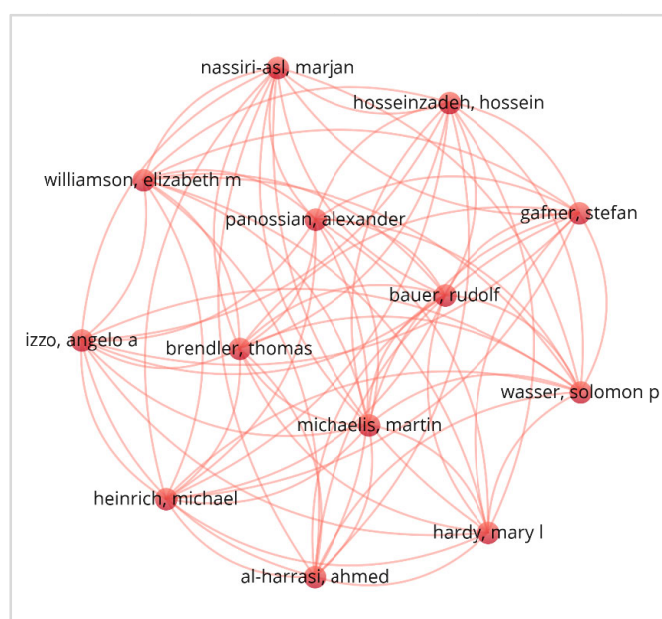 nassiri-asl, marjan
hosseinzadeh, hossein
williamson, elizabeth m
gafner, stefan
panossian, alexander
bauer, rudolf
izzo, angelo a
brendler, thomas
wasser, solomon p
michaelis, martin
heinrich, michael
hardy, mary l
al-harrasi, ahmed